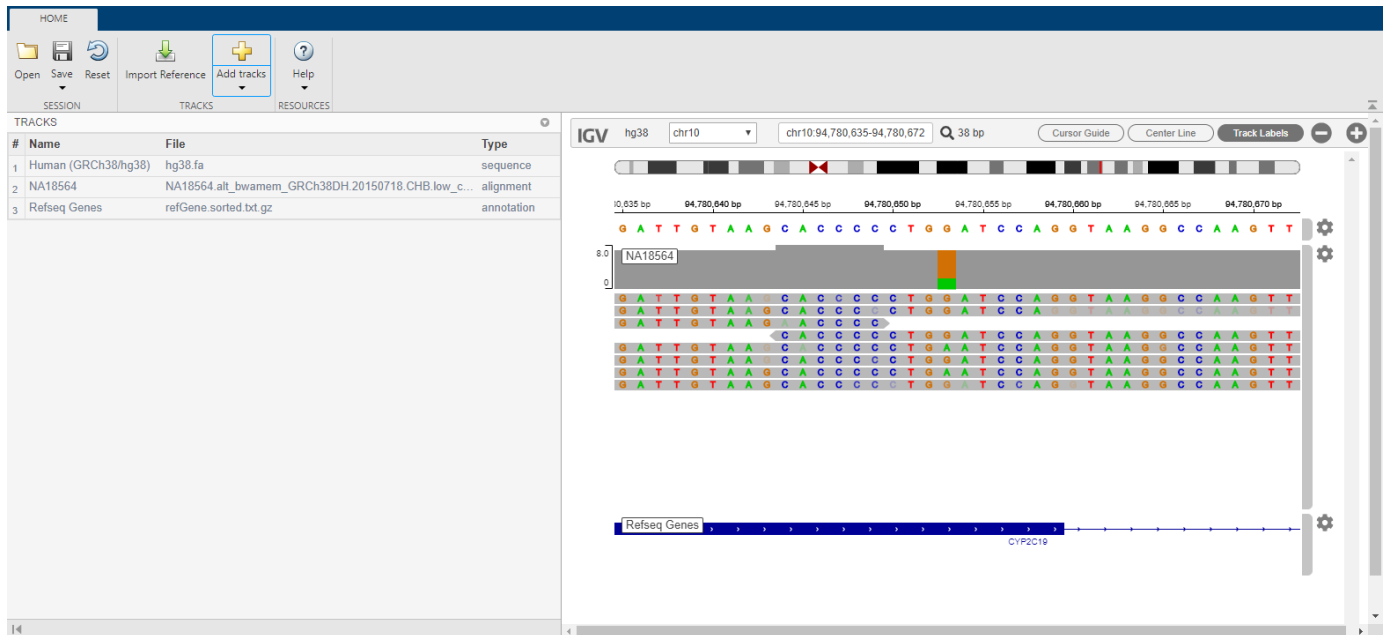 HOME
Open Save Reset Import Reference Add tracks Help
SESSION TRACKS RESOURCES
TRACKS
# Name File Type
1 Human (GRCh38/hg38) hg38.fa sequence
2 NA18564 NA18564.alt_bwamem_GRCh38DH.20150718.CHB.low_c... alignment
3 Refseq Genes refGene.sorted.txt.gz annotation
IGV hg38 chr10 chr10:94,780,635-94,780,672 38 bp Cursor Guide Center Line Track Labels
0,635 bp 94,780,640 bp 94,780,645 bp 94,780,650 bp 94,780,655 bp 94,780,660 bp 94,780,665 bp 94,780,670 bp
G A T T G T A A G C A C C C C C T G G A T C C A G G T A A G G C C A A G T T
8.0 NA18564
0
G A T T G T A A G C A C C C C C T G G A T C C A G G T A A G G C C A A G T T
G A T T G T A A G C A C C C C C T G G A T C C A G G T A A G G C C A A G T T
G A T T G T A A G A A C C C C
C A C C C C C T G G A T C C A G G T A A G G C C A A G T T
G A T T G T A A G C A C C C C C T G A A T C C A G G T A A G G C C A A G T T
G A T T G T A A G C A C C C C C T G G A T C C A G G T A A G G C C A A G T T
G A T T G T A A G C A C C C C C T G A A T C C A G G T A A G G C C A A G T T
G A T T G T A A G C A C C C C C T G G A T C C A G G T A A G G C C A A G T T
Refseq Genes
CYP2C19